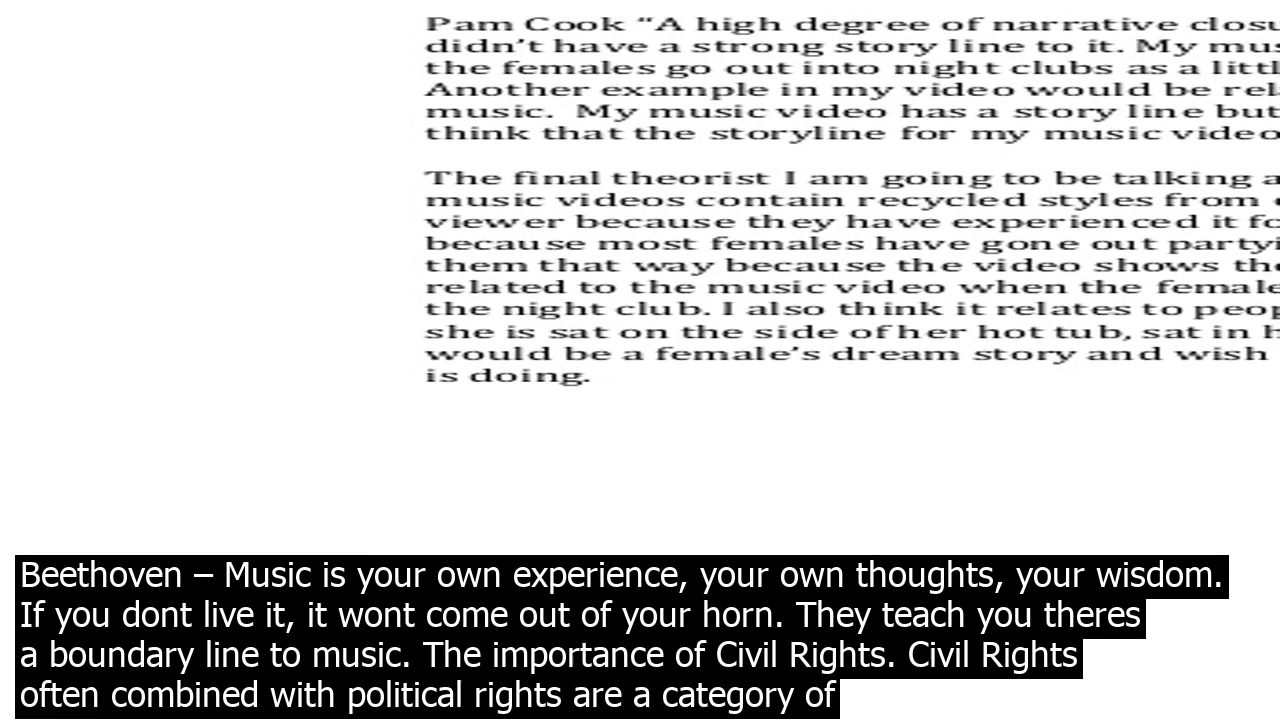 Pam Cook “A high degree of narrative
didn’t have a strong story line to it. My
the females go out into night clubs as a
Another example in my video would be
music.  My music video has a story line but
think that the storyline for my music video
The final theorist I am going to be talking
music videos contain recycled styles from
viewer because they have experienced it
because most females have gone out
them that way because the video shows
related to the music video when the
the night club. I also think it relates to
she is sat on the side of her hot tub, sat in
would be a female’s dream story and wish
is doing.
Beethoven – Music is your own experience, your own thoughts, your wisdom.
If you dont live it, it wont come out of your horn. They teach you theres
a boundary line to music. The importance of Civil Rights. Civil Rights
often combined with political rights are a category of